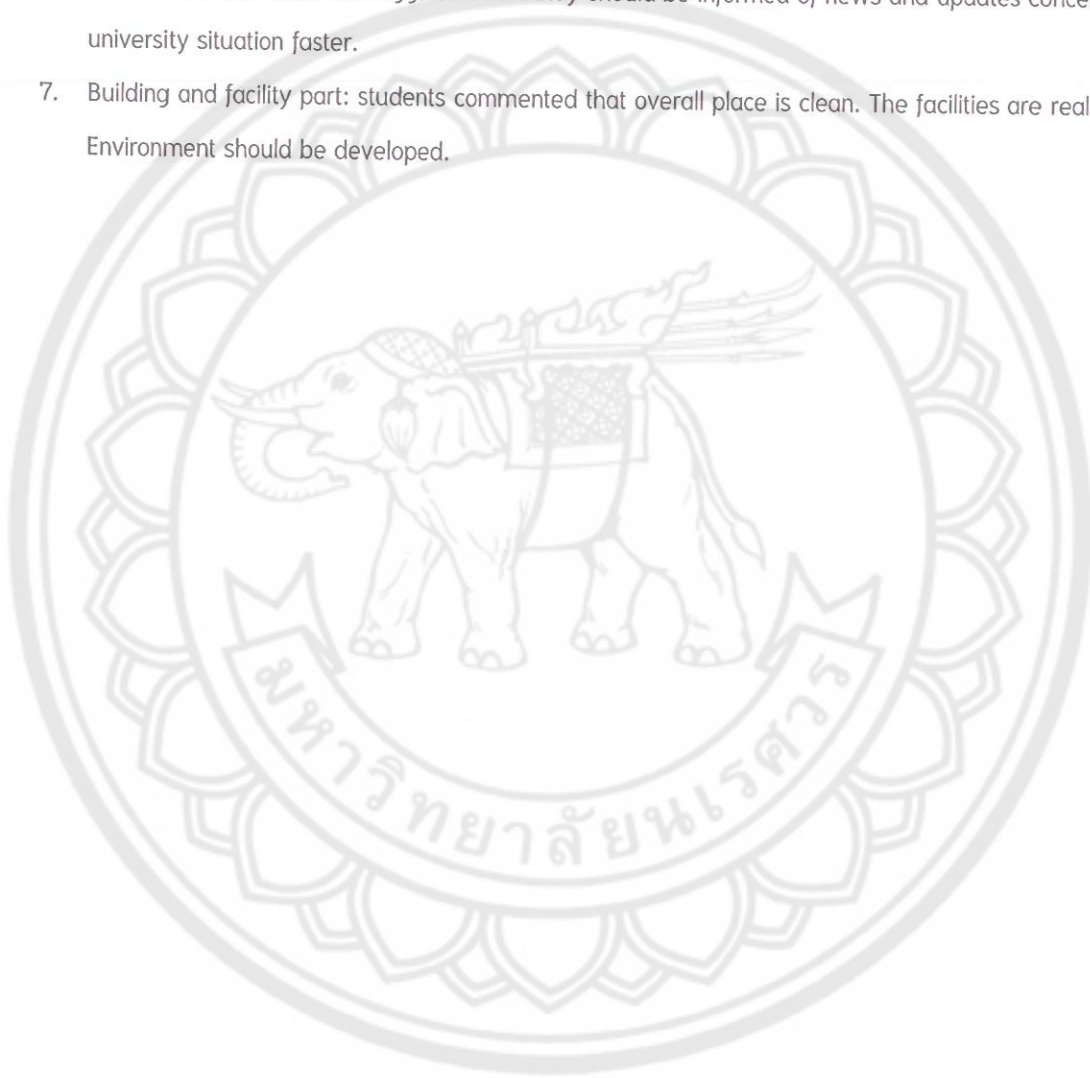 should be informed of news and updates
university situation faster.
7. Building and facility part: students commented that overall place is clean. The facilities are
Environment should be developed.
มหาวิทยาลัยนเรศวร